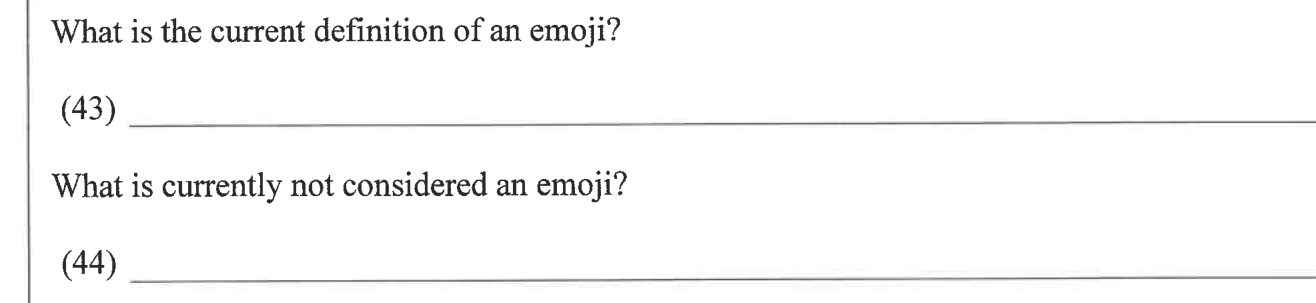 What is the current definition of an emoji?
(43)
What is currently not considered an emoji?
(44)